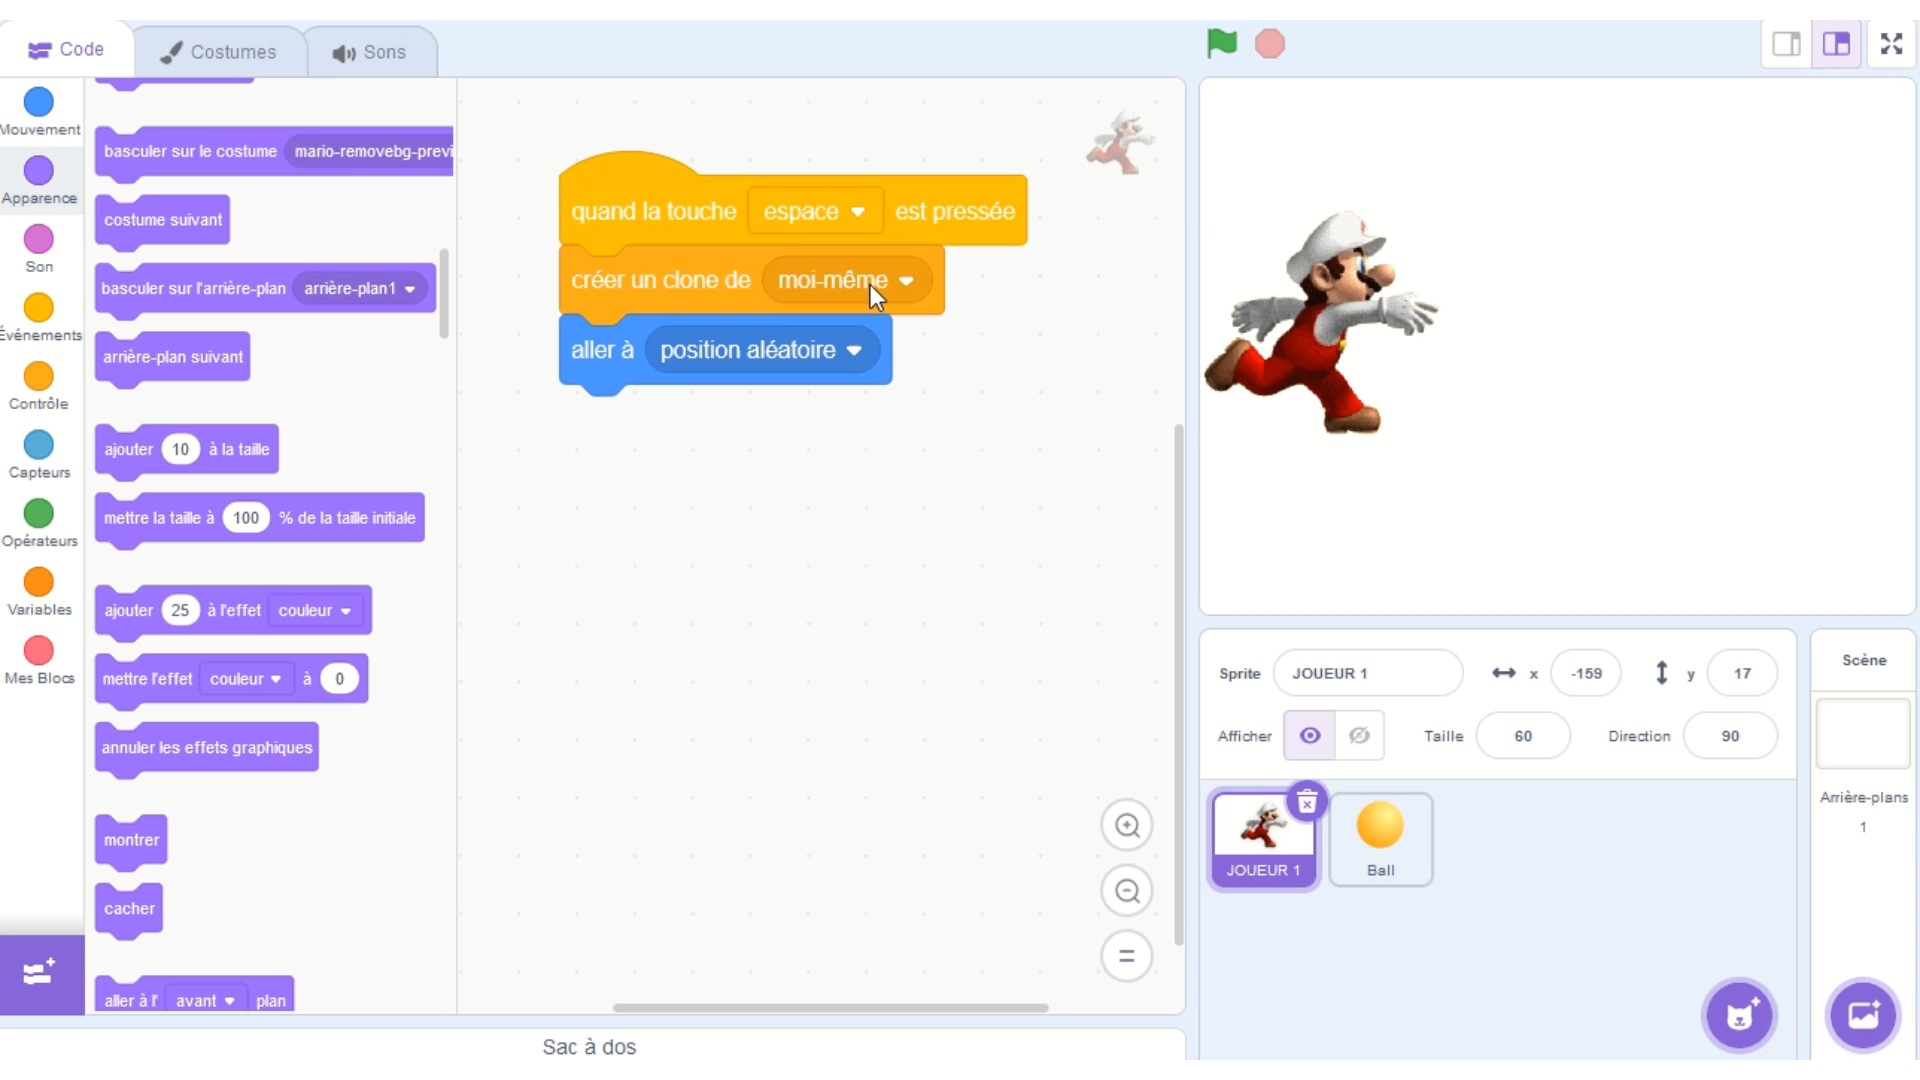 Code
Costumes
Sons
Mouvement
Apparence
Son
Événements
Contrôle
Capteurs
Opérateurs
Variables
Mes Blocs
basculer sur le costume mario-removebg-previ
costume suivant
basculer sur l'arrière-plan arrière-plan1
arrière-plan suivant
ajouter 10 à la taille
mettre la taille à 100 % de la taille initiale
ajouter 25 à l'effet couleur
mettre l'effet couleur à 0
annuler les effets graphiques
montrer
cacher
aller à l' avant plan
quand la touche espace est pressée
créer un clone de moi-même
aller à position aléatoire
Sac à dos
Sprite JOUEUR 1 x -159 y 17
Afficher Taille 60 Direction 90
JOUEUR 1
Ball
Scène
Arrière-plans
1